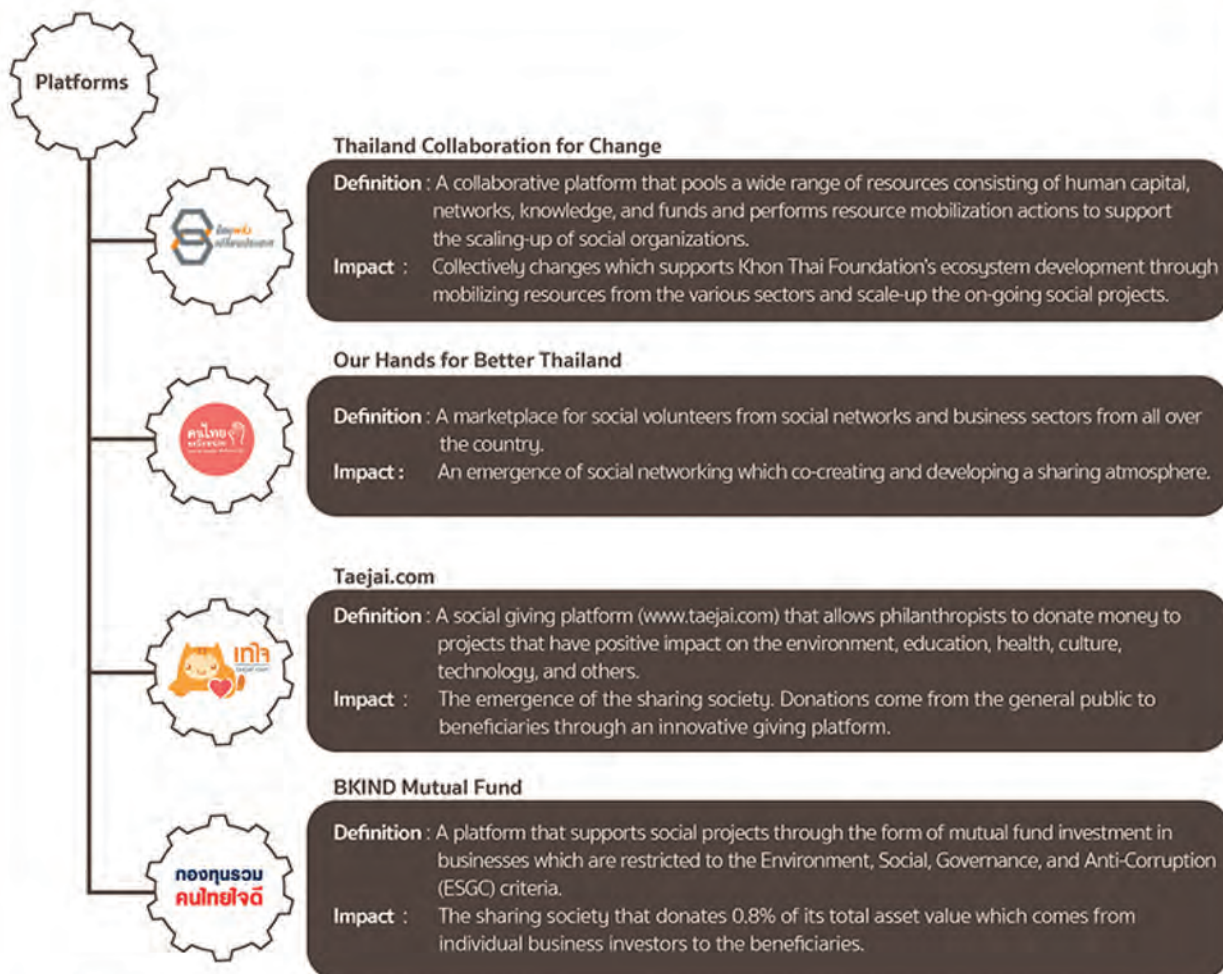 Platforms
Thailand Collaboration for Change
Definition : A collaborative platform that pools a wide range of resources consisting of human capital,
networks, knowledge, and funds and performs resource mobilization actions to support
the scaling-up of social organizations.
Impact : Collectively changes which supports Khon Thai Foundation's ecosystem development through
mobilizing resources from the various sectors and scale-up the on-going social projects.
Our Hands for Better Thailand
คนไทย
Definition : A marketplace for social volunteers from social networks and business sectors from all over
the country.
Impact : An emergence of social networking which co-creating and developing a sharing atmosphere.
Taejai.com
เทใจ
taejai.com
Definition : A social giving platform (www.taejai.com) that allows philanthropists to donate money to
projects that have positive impact on the environment, education, health, culture,
technology, and others.
Impact : The emergence of the sharing society. Donations come from the general public to
beneficiaries through an innovative giving platform.
BKIND Mutual Fund
กองทุนรวม
คนไทยใจดี
Definition : A platform that supports social projects through the form of mutual fund investment in
businesses which are restricted to the Environment, Social, Governance, and Anti-Corruption
(ESGC) criteria.
Impact : The sharing society that donates 0.8% of its total asset value which comes from
individual business investors to the beneficiaries.